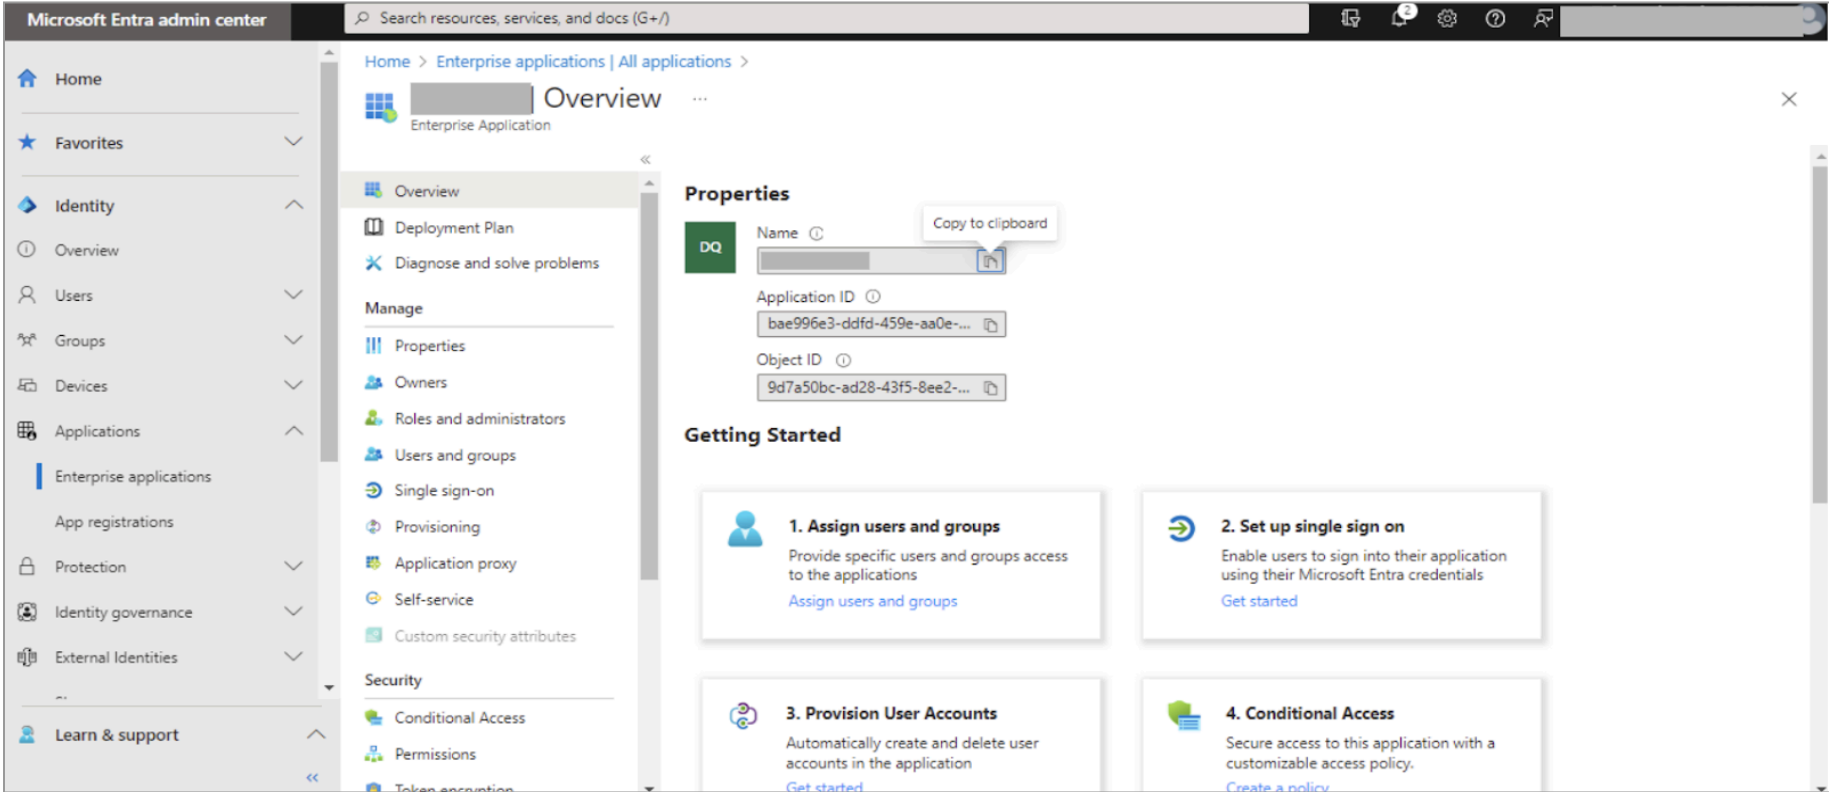 Microsoft Entra admin center
Search resources, services, and docs (G+/)
2
Home
Favorites
Identity
Overview
Users
Groups
Devices
Applications
Enterprise applications
App registrations
Protection
Identity governance
External Identities
Learn & support
Home > Enterprise applications | All applications >
Overview ...
Enterprise Application
Overview
Deployment Plan
Diagnose and solve problems
Manage
Properties
Owners
Roles and administrators
Users and groups
Single sign-on
Provisioning
Application proxy
Self-service
Custom security attributes
Security
Conditional Access
Permissions
Token encryption
Properties
Copy to clipboard
DQ
Name
Application ID
bae996e3-ddfd-459e-aa0e-...
Object ID
9d7a50bc-ad28-43f5-8ee2-...
Getting Started
1. Assign users and groups
Provide specific users and groups access
to the applications
Assign users and groups
2. Set up single sign on
Enable users to sign into their application
using their Microsoft Entra credentials
Get started
3. Provision User Accounts
Automatically create and delete user
accounts in the application
Get started
4. Conditional Access
Secure access to this application with a
customizable access policy.
Create a policy